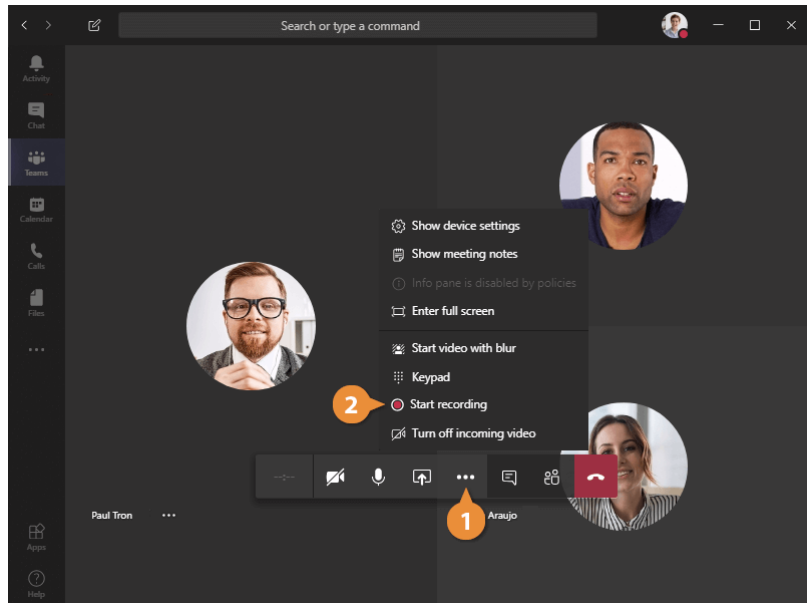 Search or type a command
Activity
Chat
Teams
Calendar
Calls
Files
Apps
Help
Show device settings
Show meeting notes
Info pane is disabled by policies
Enter full screen
Start video with blur
Keypad
2
Start recording
Turn off incoming video
--:--
1
Paul Tron
Araujo